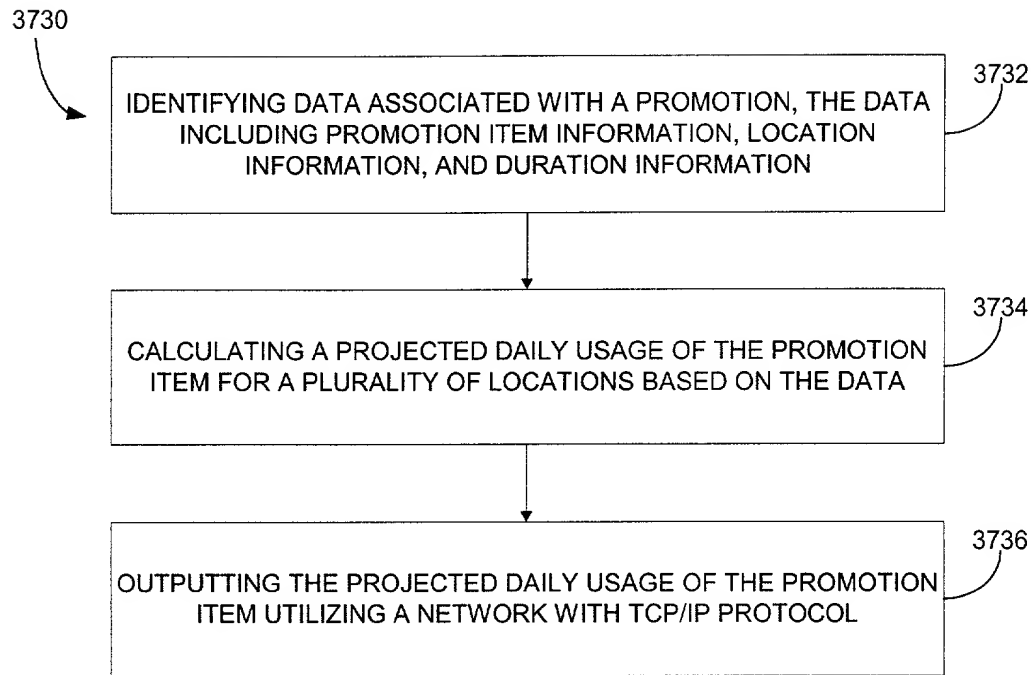 3730
3732
IDENTIFYING DATA ASSOCIATED WITH A PROMOTION, THE DATA
INCLUDING PROMOTION ITEM INFORMATION, LOCATION
INFORMATION, AND DURATION INFORMATION
3734
CALCULATING A PROJECTED DAILY USAGE OF THE PROMOTION
ITEM FOR A PLURALITY OF LOCATIONS BASED ON THE DATA
3736
OUTPUTTING THE PROJECTED DAILY USAGE OF THE PROMOTION
ITEM UTILIZING A NETWORK WITH TCP/IP PROTOCOL